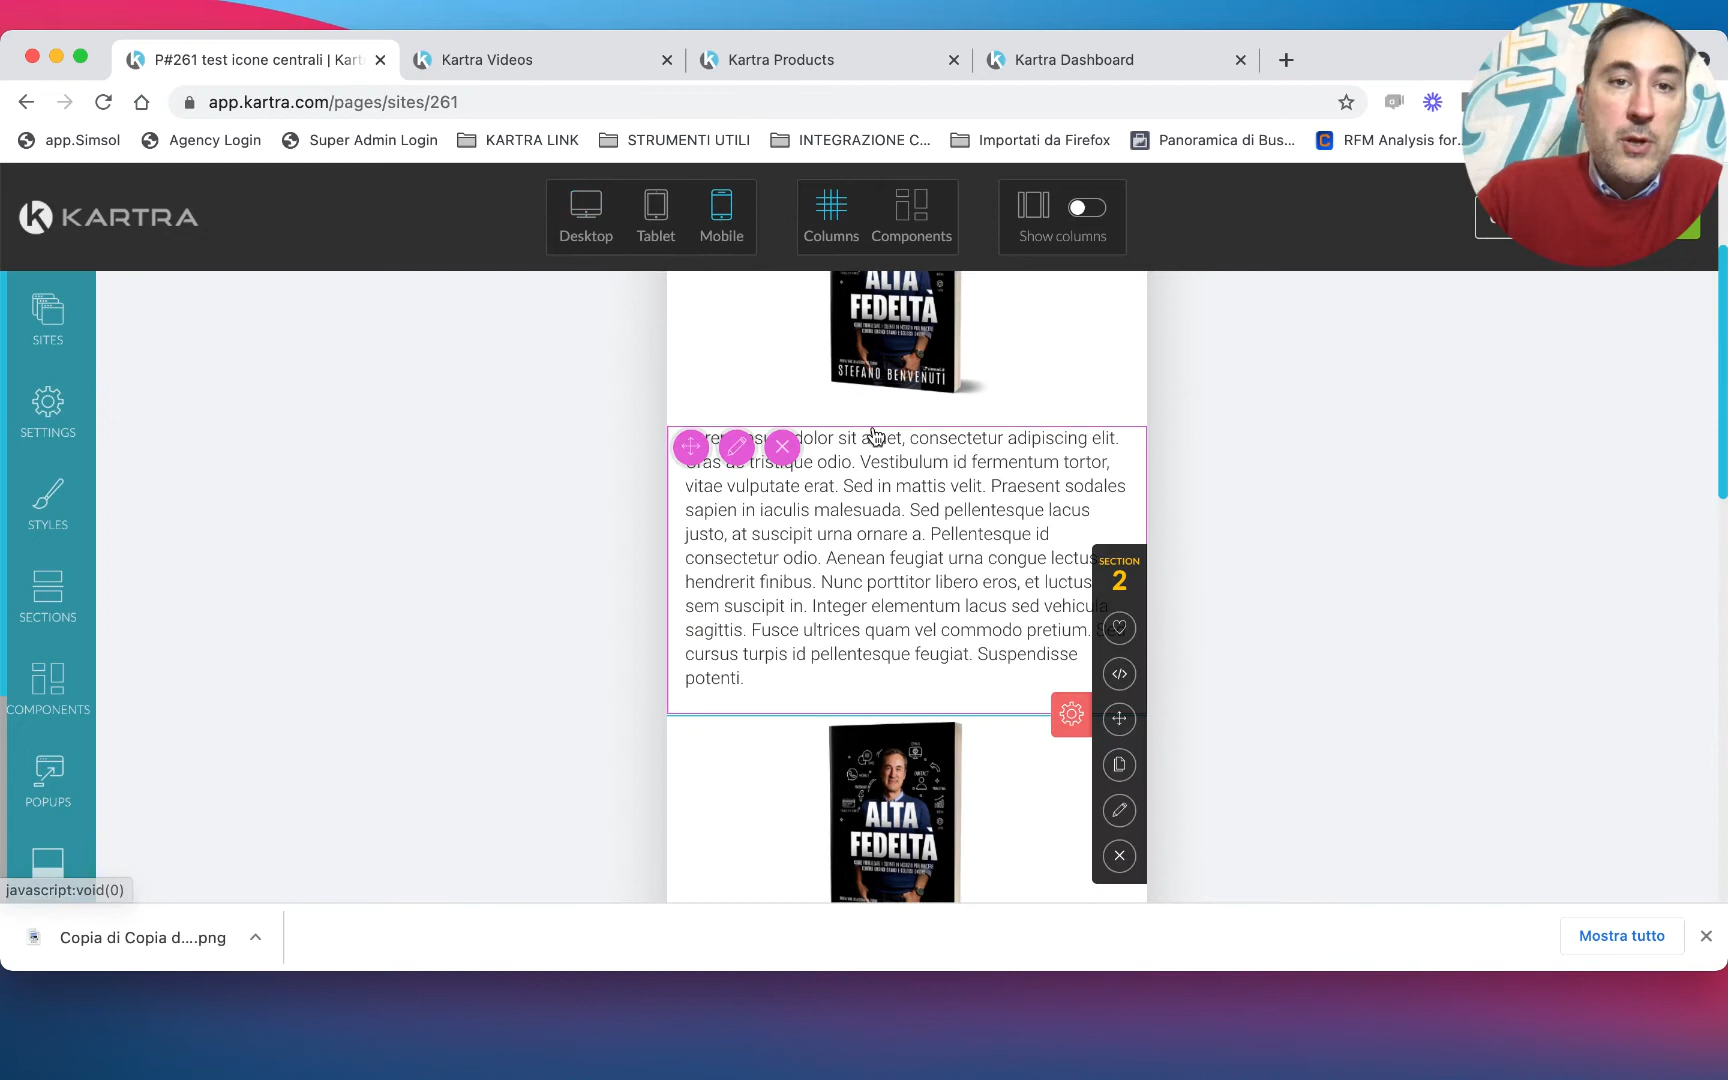 P#261 test icone centrali | Kart
Kartra Videos
Kartra Products
Kartra Dashboard
app.kartra.com/pages/sites/261
app.Simsol
Agency Login
Super Admin Login
KARTRA LINK
STRUMENTI UTILI
INTEGRAZIONE C...
Importati da Firefox
Panoramica di Bus...
RFM Analysis for...
KARTRA
Desktop
Tablet
Mobile
Columns
Components
Show columns
SITES
SETTINGS
STYLES
SECTIONS
COMPONENTS
POPUPS
ALTA
FEDELTÀ
STEFANO BENVENUTI
dolor sit amet, consectetur adipiscing elit.
Cras ac tristique odio. Vestibulum id fermentum tortor,
vitae vulputate erat. Sed in mattis velit. Praesent sodales
sapien in iaculis malesuada. Sed pellentesque lacus
justo, at suscipit urna ornare a. Pellentesque id
consectetur odio. Aenean feugiat urna congue lectus
hendrerit finibus. Nunc porttitor libero eros, et luctus
sem suscipit in. Integer elementum lacus sed vehicula
sagittis. Fusce ultrices quam vel commodo pretium. Sed
cursus turpis id pellentesque feugiat. Suspendisse
potenti.
SECTION
2
ALTA
FEDELTÀ
javascript:void(0)
Copia di Copia d....png
Mostra tutto